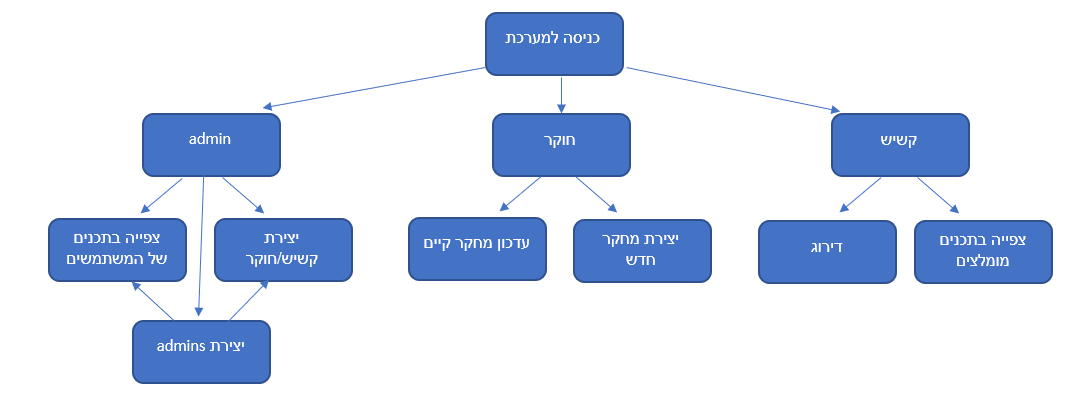 כניסה למערכת
קשיש
חוקר
admin
צפייה בתכנים
מומלצים
דירוג
יצירת מחקר
חדש
עדכון מחקר קיים
יצירת
קשיש/חוקר
צפייה בתכנים
של המשתמשים
יצירת admins